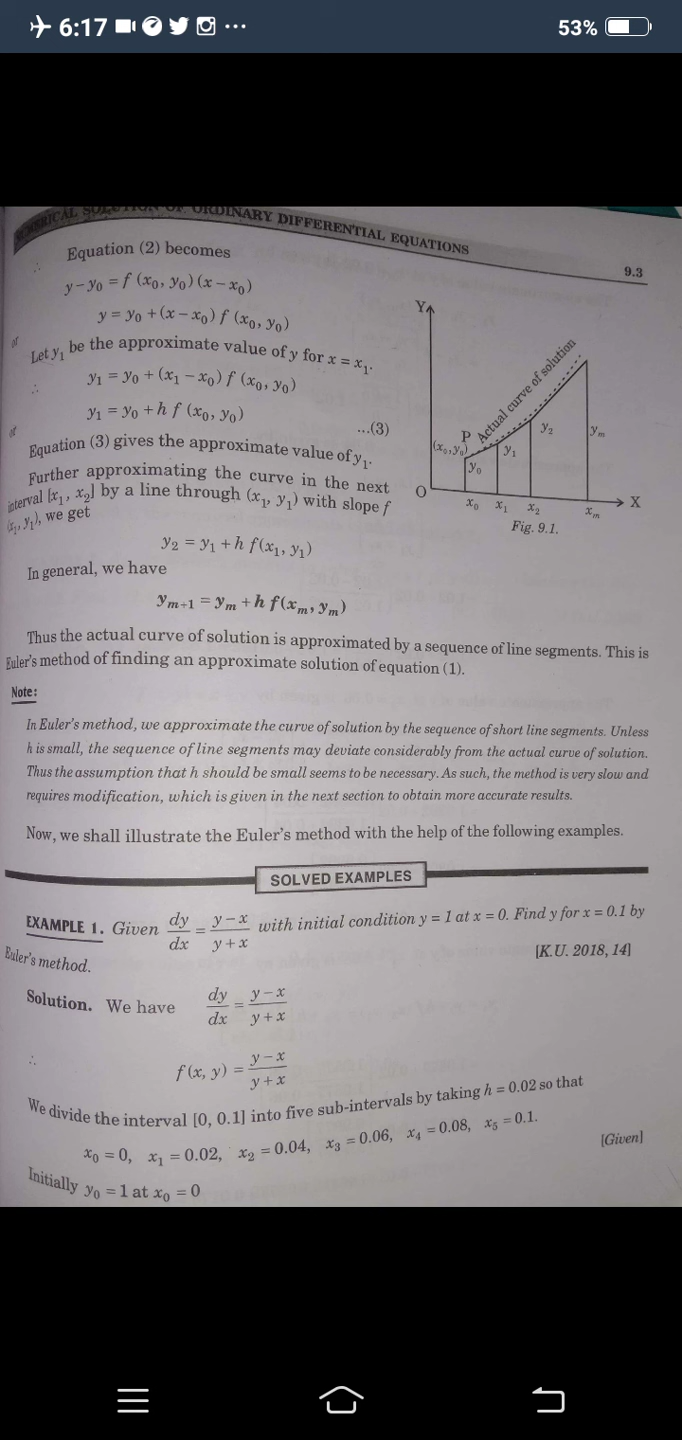 6:17 ... 53%
NUMERICAL SOLUTION OF ORDINARY DIFFERENTIAL EQUATIONS
9.3
∴ Equation (2) becomes
y – y₀ = f (x₀, y₀) (x – x₀)
or y = y₀ + (x – x₀) f (x₀, y₀)
Let y₁ be the approximate value of y for x = x₁.
∴ y₁ = y₀ + (x₁ – x₀) f (x₀, y₀)
or y₁ = y₀ + h f (x₀, y₀) ...(3)
Equation (3) gives the approximate value of y₁.
Further approximating the curve in the next
interval [x₁, x₂] by a line through (x₁, y₁) with slope f
(x₁, y₁), we get
y₂ = y₁ + h f(x₁, y₁)
In general, we have
yₘ₊₁ = yₘ + h f(xₘ, yₘ)
Y
Actual curve of solution
P
(x₀, y₀)
y₀ y₁ y₂ yₘ
O x₀ x₁ x₂ xₘ X
Fig. 9.1.
Thus the actual curve of solution is approximated by a sequence of line segments. This is
Euler's method of finding an approximate solution of equation (1).
Note:
In Euler's method, we approximate the curve of solution by the sequence of short line segments. Unless
h is small, the sequence of line segments may deviate considerably from the actual curve of solution.
Thus the assumption that h should be small seems to be necessary. As such, the method is very slow and
requires modification, which is given in the next section to obtain more accurate results.
Now, we shall illustrate the Euler's method with the help of the following examples.
SOLVED EXAMPLES
EXAMPLE 1. Given dy/dx = (y – x)/(y + x) with initial condition y = 1 at x = 0. Find y for x = 0.1 by
Euler's method. [K.U. 2018, 14]
Solution. We have dy/dx = (y – x)/(y + x)
∴ f (x, y) = (y – x)/(y + x)
We divide the interval [0, 0.1] into five sub-intervals by taking h = 0.02 so that
x₀ = 0, x₁ = 0.02, x₂ = 0.04, x₃ = 0.06, x₄ = 0.08, x₅ = 0.1.
Initially y₀ = 1 at x₀ = 0 [Given]